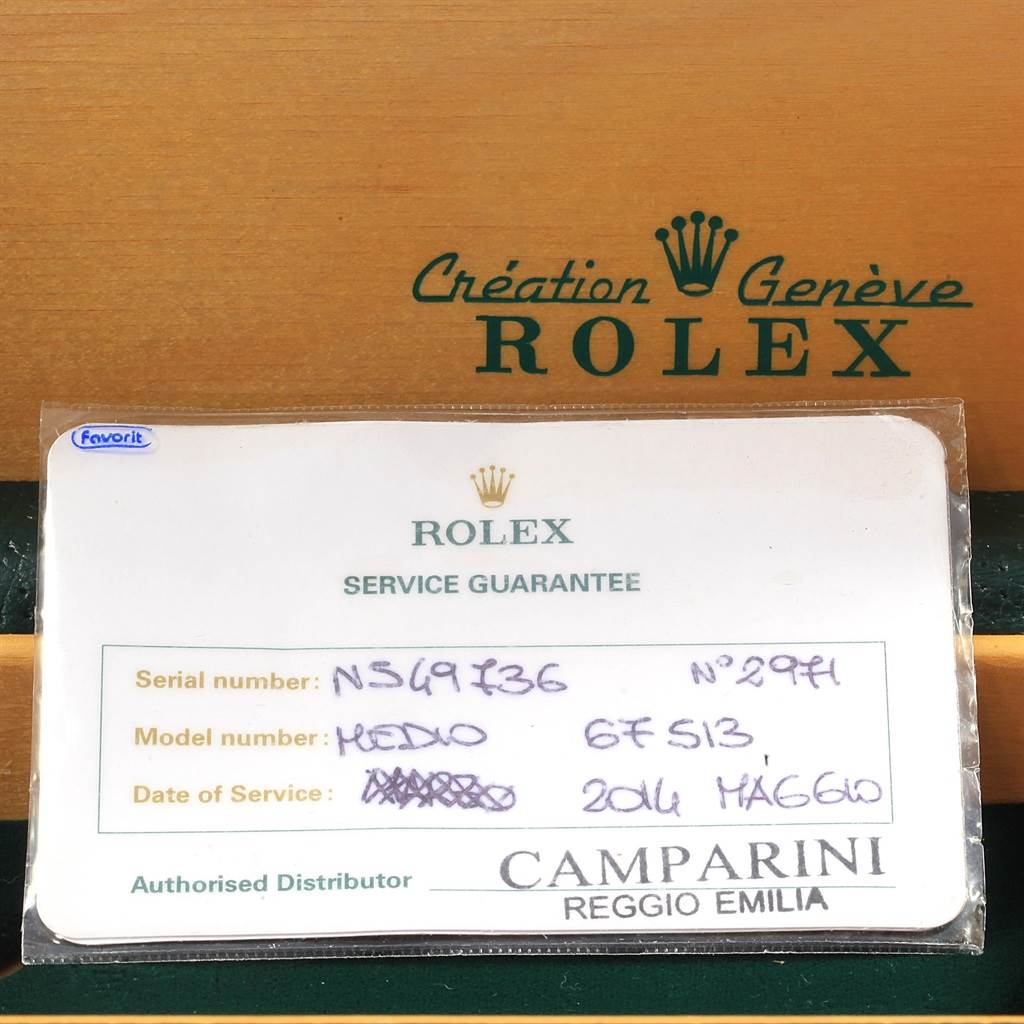 Création Genève
ROLEX
Favorit
ROLEX
SERVICE GUARANTEE
Serial number: N549736 N° 2971
Model number: MEDIO 67513
Date of Service: 2014 MAGGIO
Authorised Distributor CAMPARINI
REGGIO EMILIA